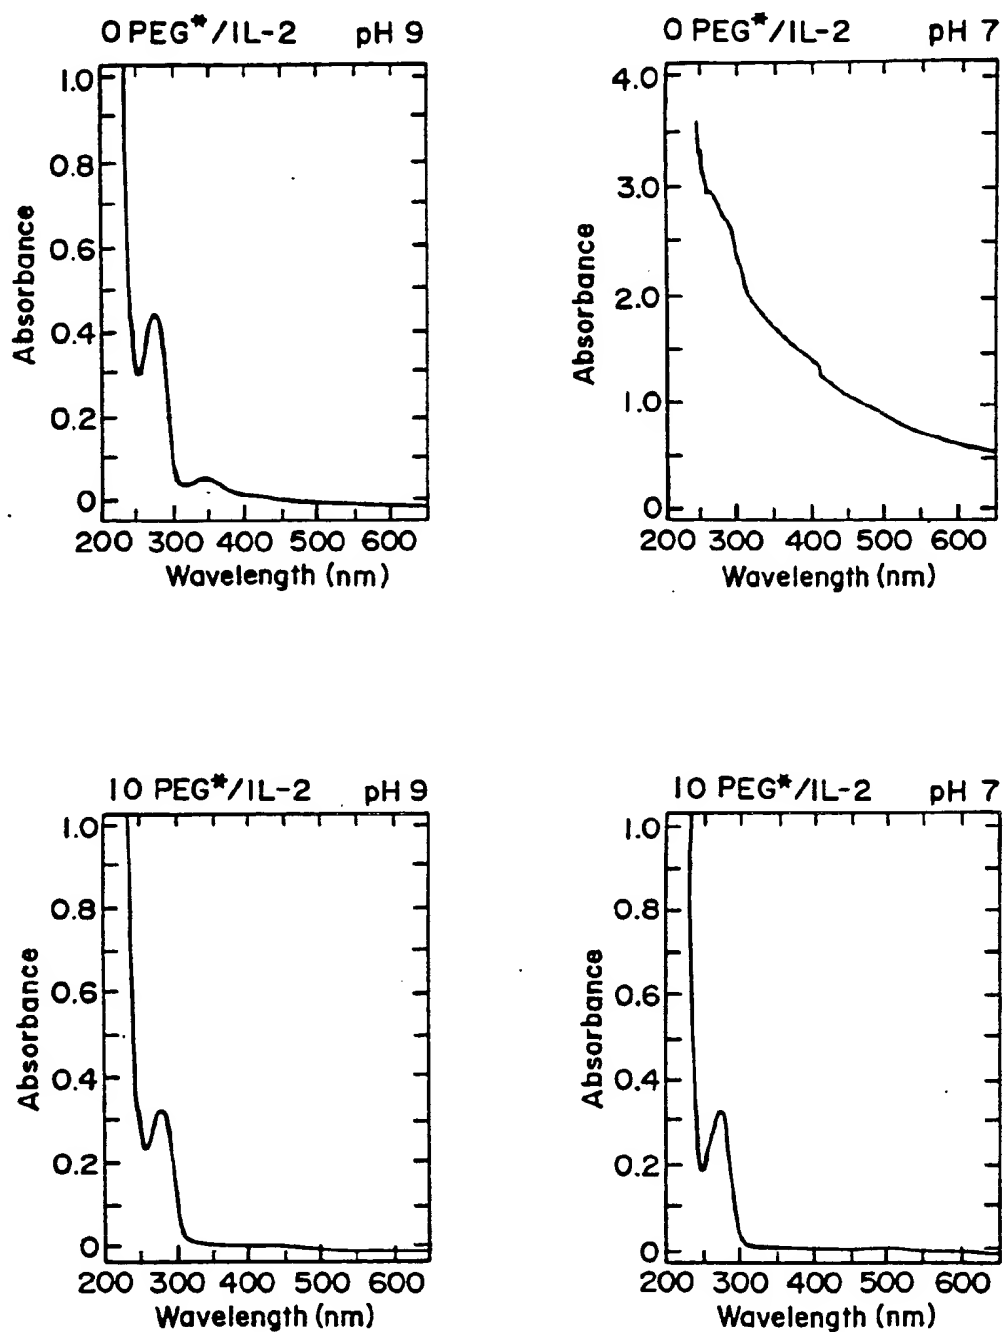 0 PEG*/IL-2 pH 9
1.0
0.8
0.6
0.4
0.2
0
Absorbance
200 300 400 500 600
Wavelength (nm)
0 PEG*/IL-2 pH 7
4.0
3.0
2.0
1.0
0
Absorbance
200 300 400 500 600
Wavelength (nm)
10 PEG*/IL-2 pH 9
1.0
0.8
0.6
0.4
0.2
0
Absorbance
200 300 400 500 600
Wavelength (nm)
10 PEG*/IL-2 pH 7
1.0
0.8
0.6
0.4
0.2
0
Absorbance
200 300 400 500 600
Wavelength (nm)